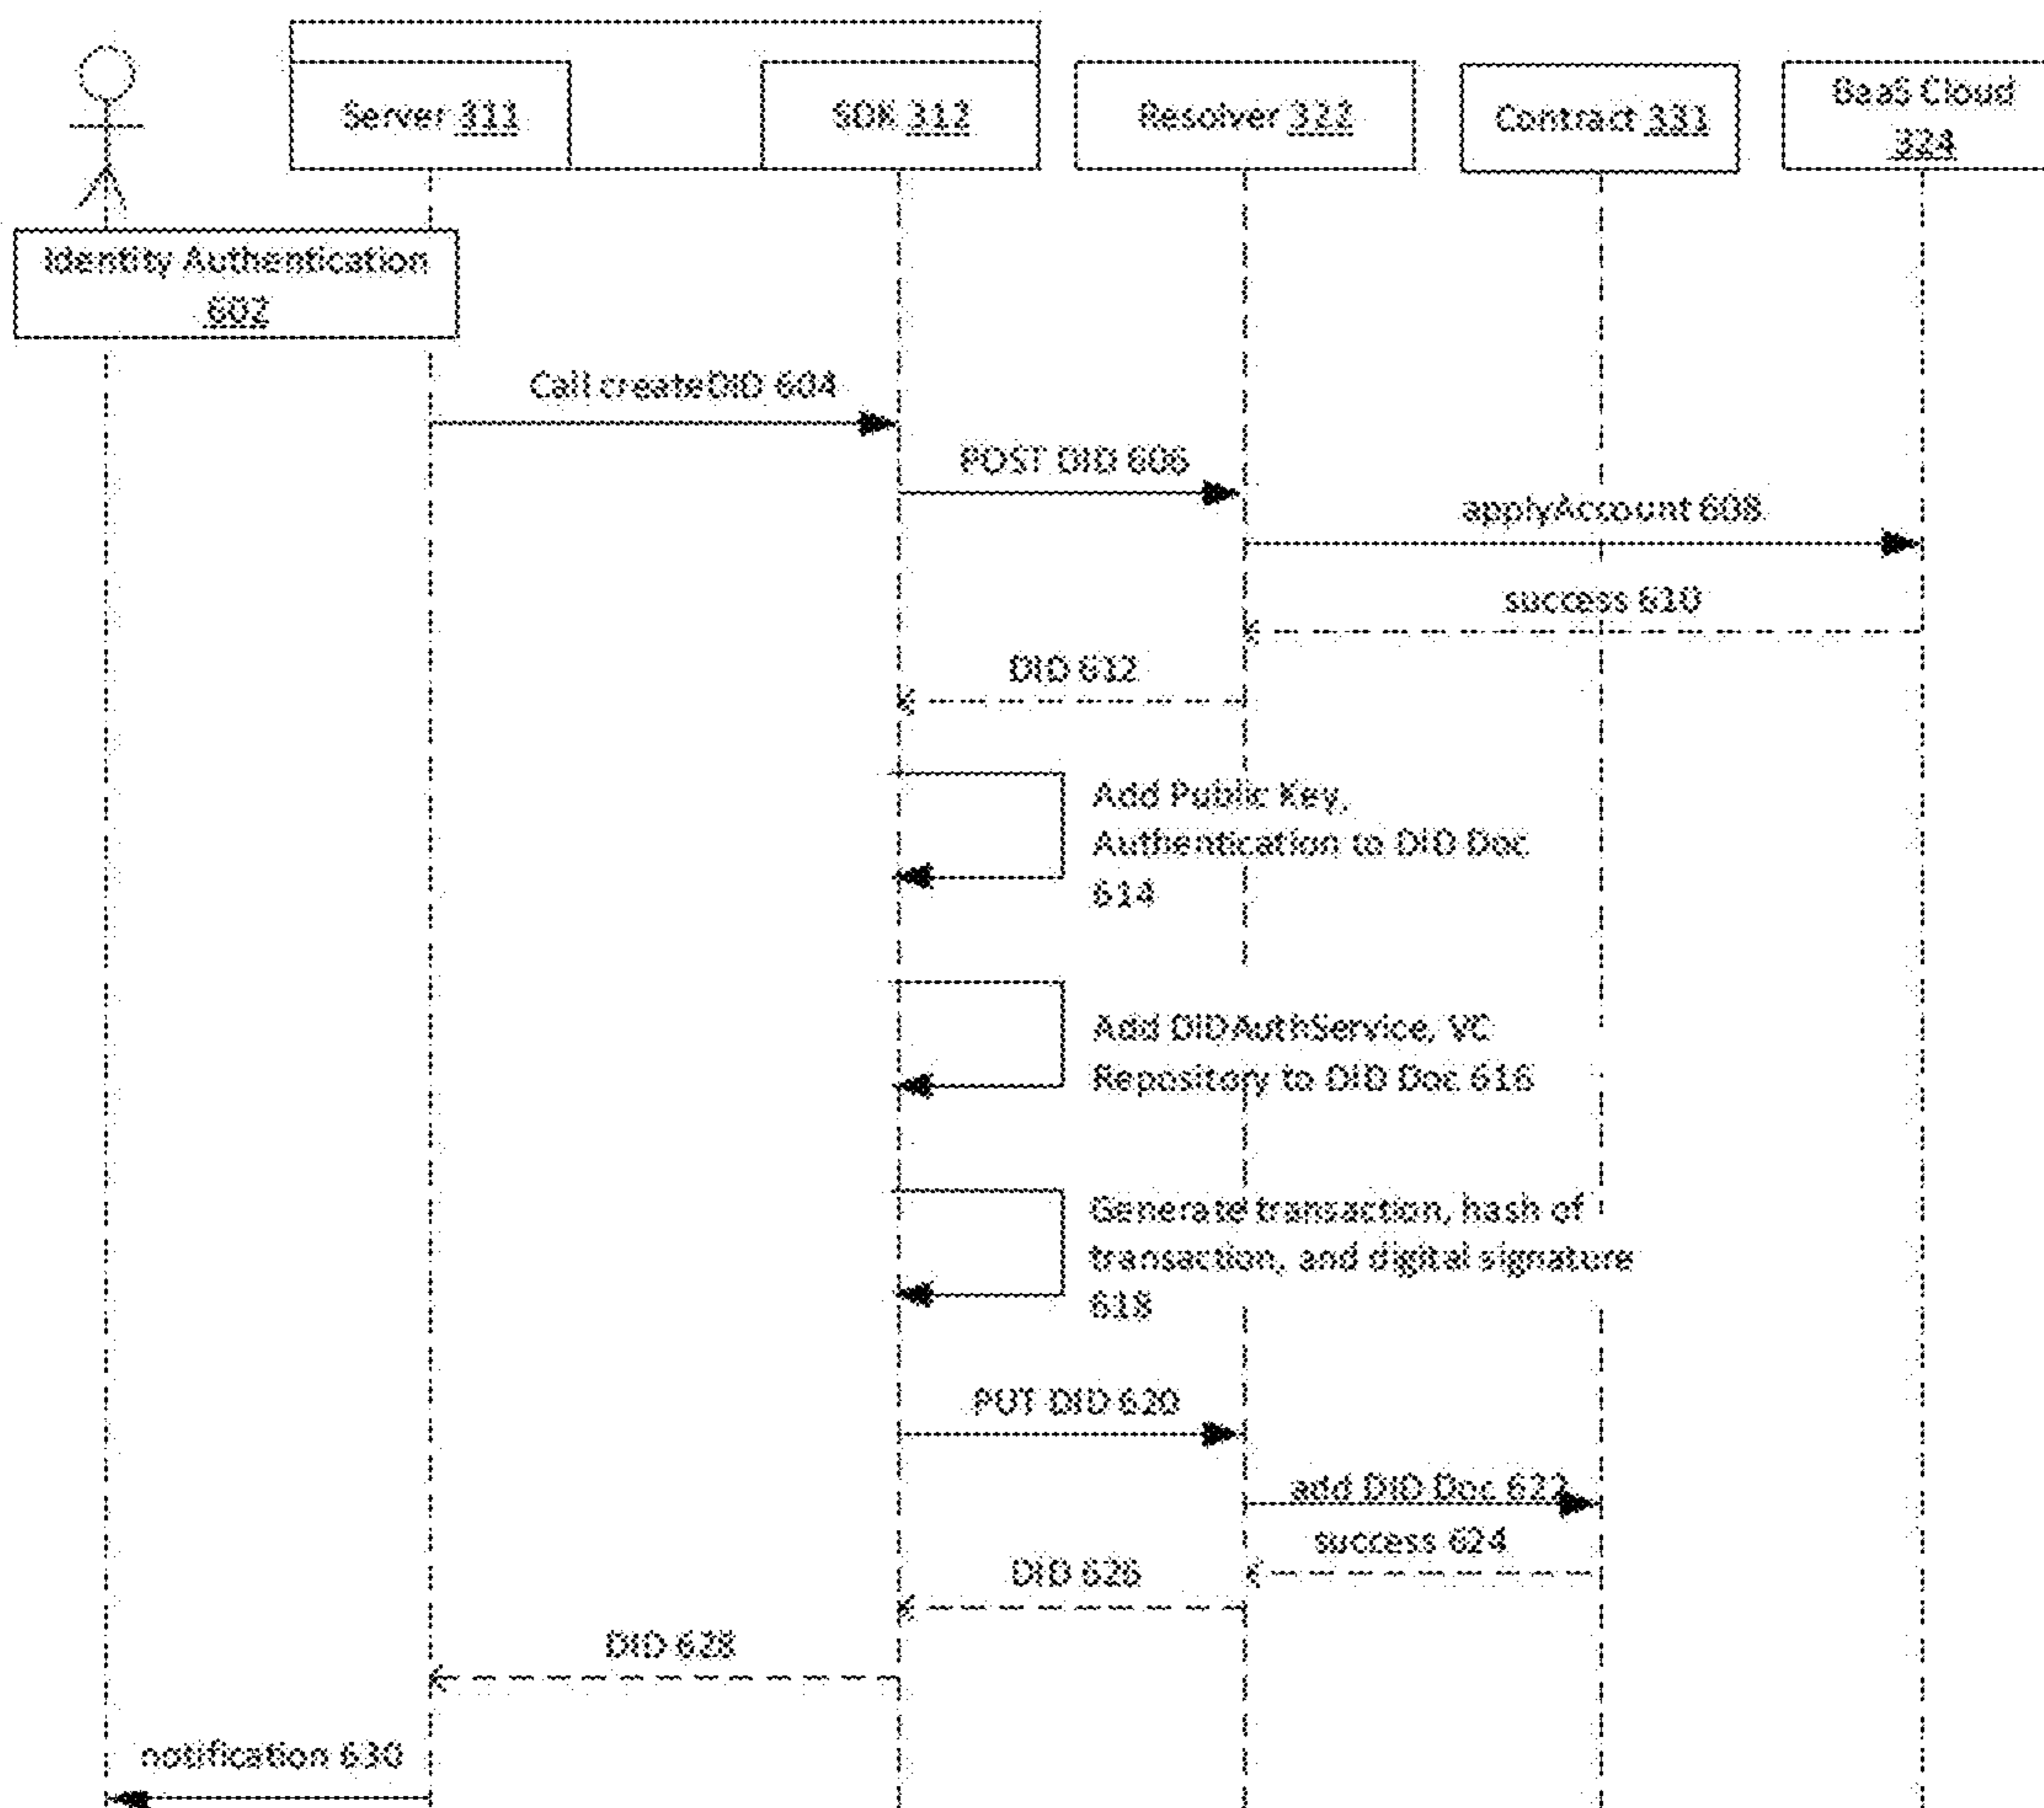 Server 311
SDK 312
Resolver 322
Contract 331
BaaS Cloud
324
Identity Authentication
602
Call createDID 604
POST DID 606
applyAccount 608
success 610
DID 612
Add Public Key,
Authentication to DID Doc
614
Add DIDAuthService, VC
Repository to DID Doc 616
Generate transaction, hash of
transaction, and digital signature
618
PUT DID 620
add DID Doc 622
success 624
DID 626
DID 628
notification 630